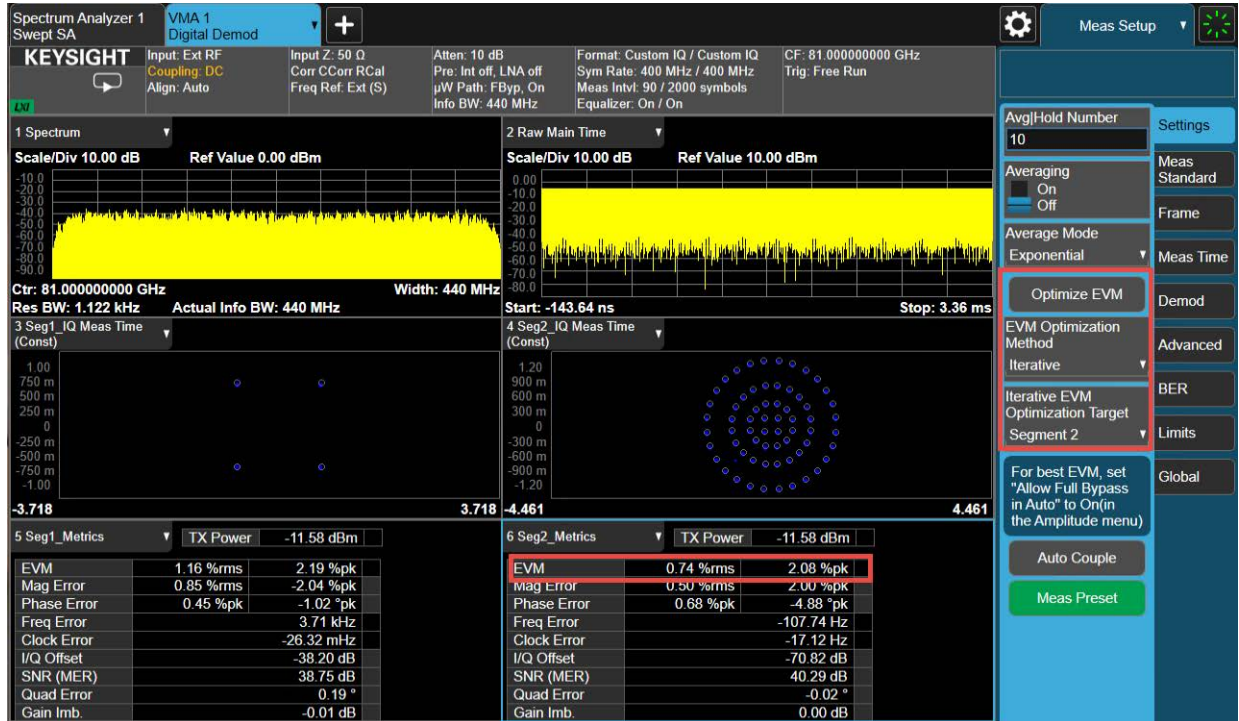 Spectrum Analyzer 1
Swept SA
VMA 1
Digital Demod
Meas Setup
KEYSIGHT
LXI
Input: Ext RF
Coupling: DC
Align: Auto
Input Z: 50 Ω
Corr CCorr RCal
Freq Ref: Ext (S)
Atten: 10 dB
Pre: Int off, LNA off
µW Path: FByp, On
Info BW: 440 MHz
Format: Custom IQ / Custom IQ
Sym Rate: 400 MHz / 400 MHz
Meas Intvl: 90 / 2000 symbols
Equalizer: On / On
CF: 81.000000000 GHz
Trig: Free Run
1 Spectrum
Scale/Div 10.00 dB Ref Value 0.00 dBm
-10.0
-20.0
-30.0
-40.0
-50.0
-60.0
-70.0
-80.0
-90.0
Ctr: 81.000000000 GHz Width: 440 MHz
Res BW: 1.122 kHz Actual Info BW: 440 MHz
2 Raw Main Time
Scale/Div 10.00 dB Ref Value 10.00 dBm
0.00
-10.0
-20.0
-30.0
-40.0
-50.0
-60.0
-70.0
-80.0
Start: -143.64 ns Stop: 3.36 ms
3 Seg1_IQ Meas Time
(Const)
1.00
750 m
500 m
250 m
0
-250 m
-500 m
-750 m
-1.00
-3.718 3.718
4 Seg2_IQ Meas Time
(Const)
1.20
900 m
600 m
300 m
0
-300 m
-600 m
-900 m
-1.20
-4.461 4.461
5 Seg1_Metrics TX Power -11.58 dBm
EVM 1.16 %rms 2.19 %pk
Mag Error 0.85 %rms -2.04 %pk
Phase Error 0.45 %pk -1.02 °pk
Freq Error 3.71 kHz
Clock Error -26.32 mHz
I/Q Offset -38.20 dB
SNR (MER) 38.75 dB
Quad Error 0.19 °
Gain Imb. -0.01 dB
6 Seg2_Metrics TX Power -11.58 dBm
EVM 0.74 %rms 2.08 %pk
Mag Error 0.50 %rms 2.00 %pk
Phase Error 0.68 %pk -4.88 °pk
Freq Error -107.74 Hz
Clock Error -17.12 Hz
I/Q Offset -70.82 dB
SNR (MER) 40.29 dB
Quad Error -0.02 °
Gain Imb. 0.00 dB
Avg|Hold Number
10
Averaging
On
Off
Average Mode
Exponential
Optimize EVM
EVM Optimization
Method
Iterative
Iterative EVM
Optimization Target
Segment 2
For best EVM, set
"Allow Full Bypass
in Auto" to On(in
the Amplitude menu)
Auto Couple
Meas Preset
Settings
Meas
Standard
Frame
Meas Time
Demod
Advanced
BER
Limits
Global